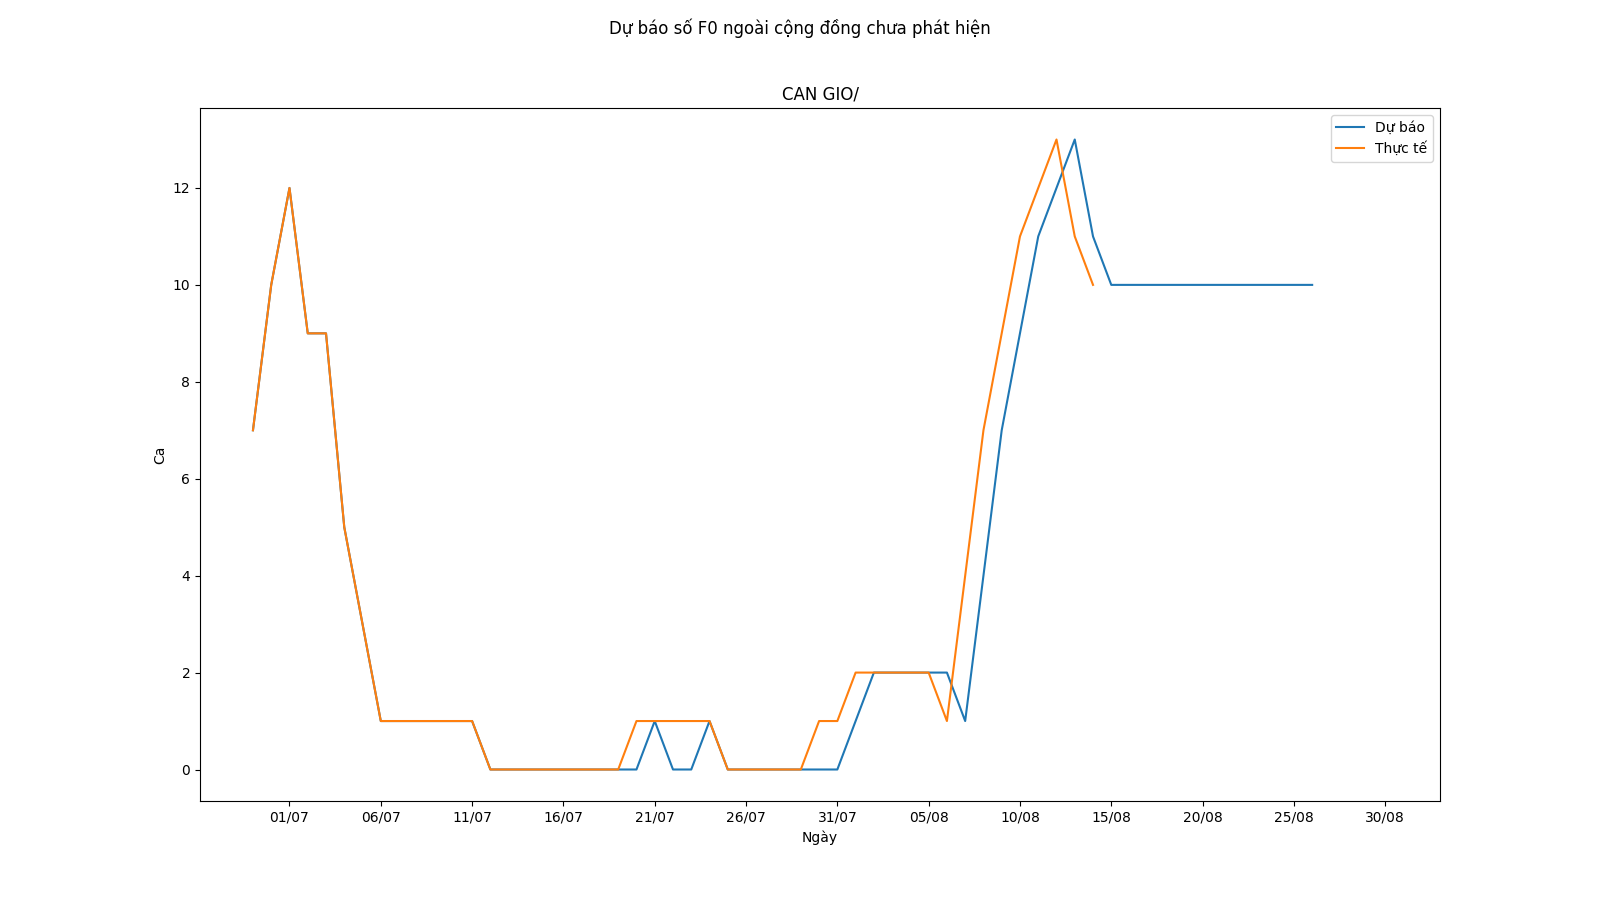 Dự báo số F0 ngoài cộng đồng chưa phát hiện
CAN GIO/
Dự báo
Thực tế
12
10
8
6
4
2
0
Ca
01/07 06/07 11/07 16/07 21/07 26/07 31/07 05/08 10/08 15/08 20/08 25/08 30/08
Ngày